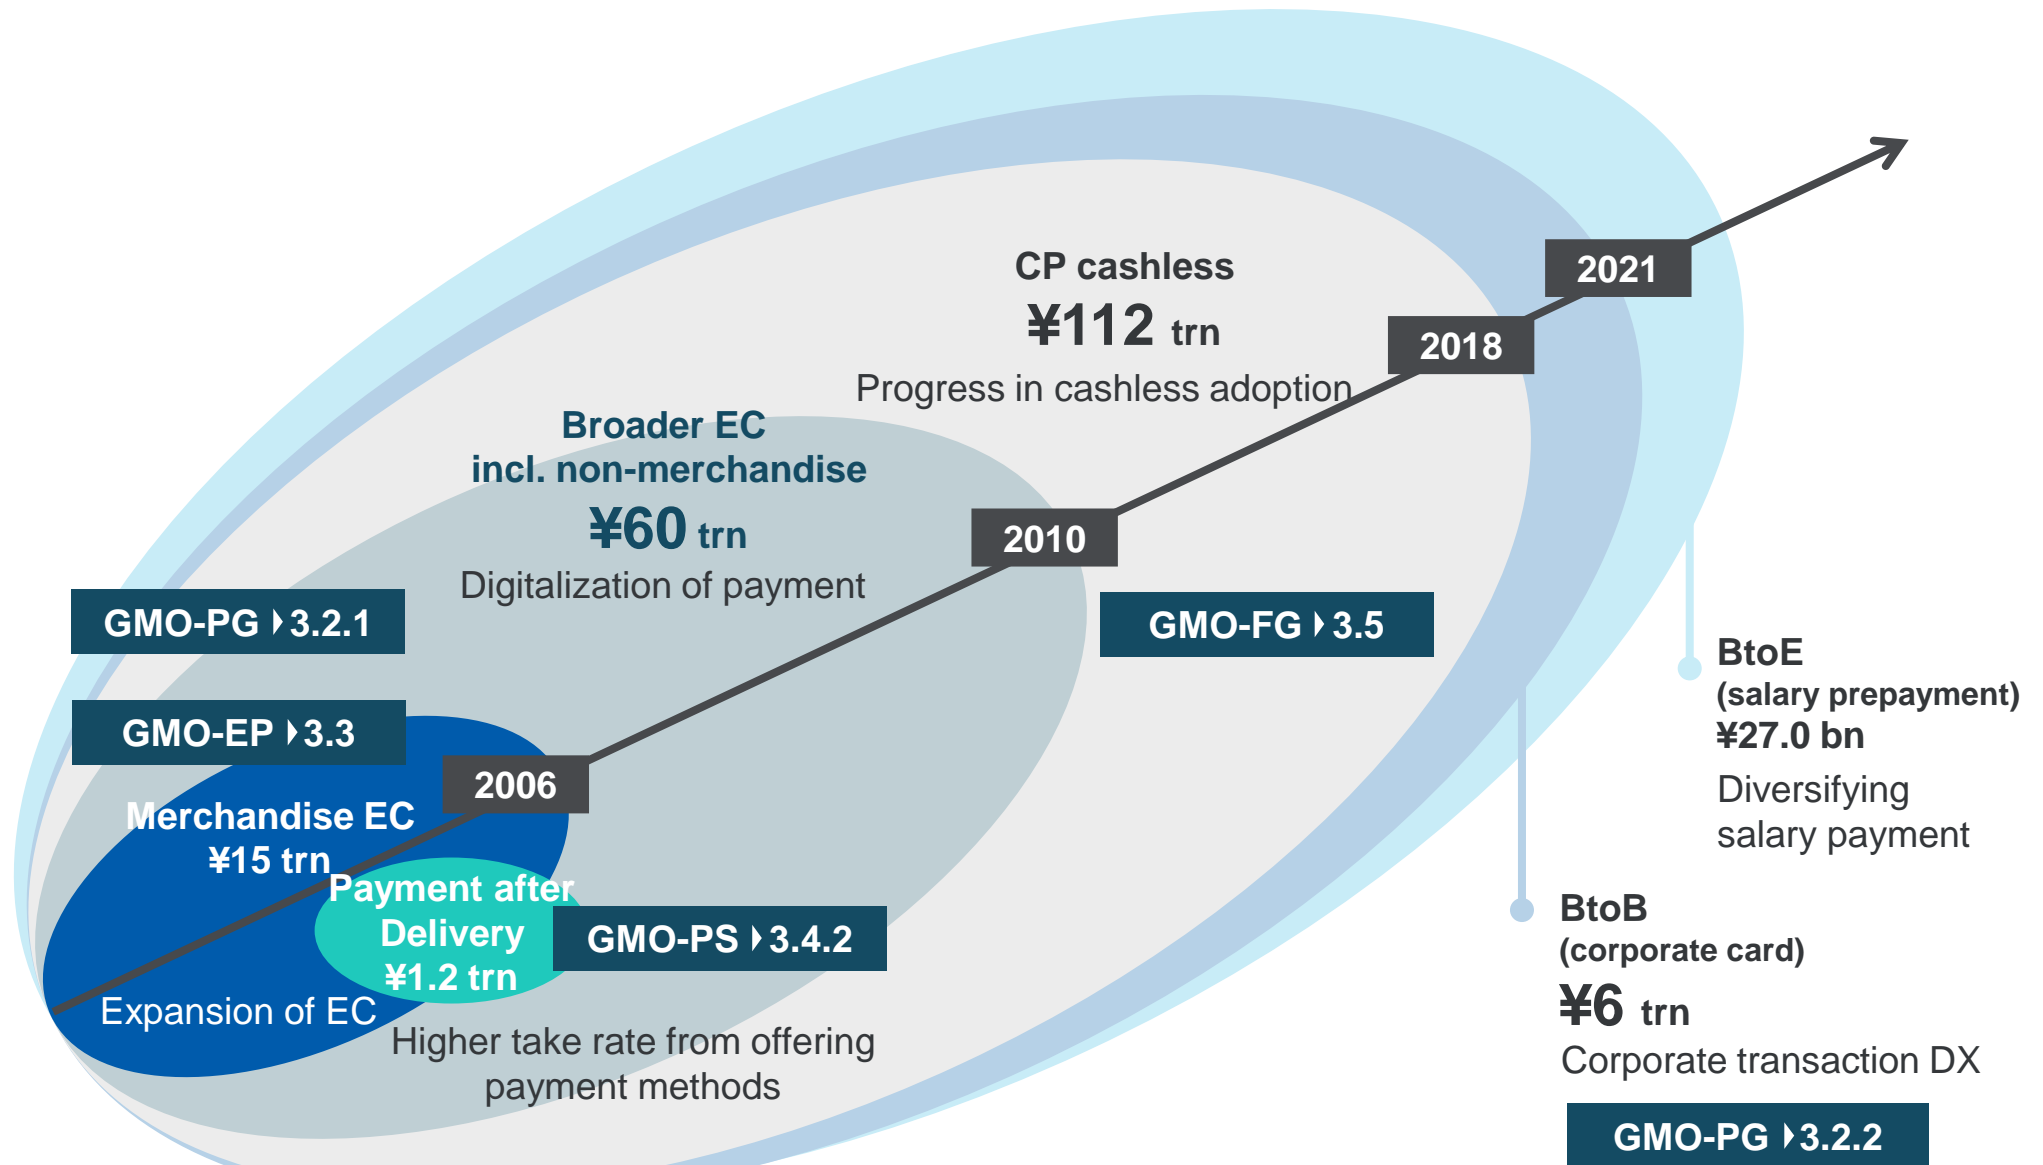 CP cashless
¥112 trn
Progress in cashless adoption
2021
2018
Broader EC
incl. non-merchandise
¥60 trn
Digitalization of payment
2010
GMO-PG ▸ 3.2.1
GMO-FG ▸ 3.5
GMO-EP ▸ 3.3
2006
Merchandise EC
¥15 trn
Payment after
Delivery
¥1.2 trn
GMO-PS ▸ 3.4.2
Expansion of EC
Higher take rate from offering
payment methods
BtoE
(salary prepayment)
¥27.0 bn
Diversifying
salary payment
BtoB
(corporate card)
¥6 trn
Corporate transaction DX
GMO-PG ▸ 3.2.2